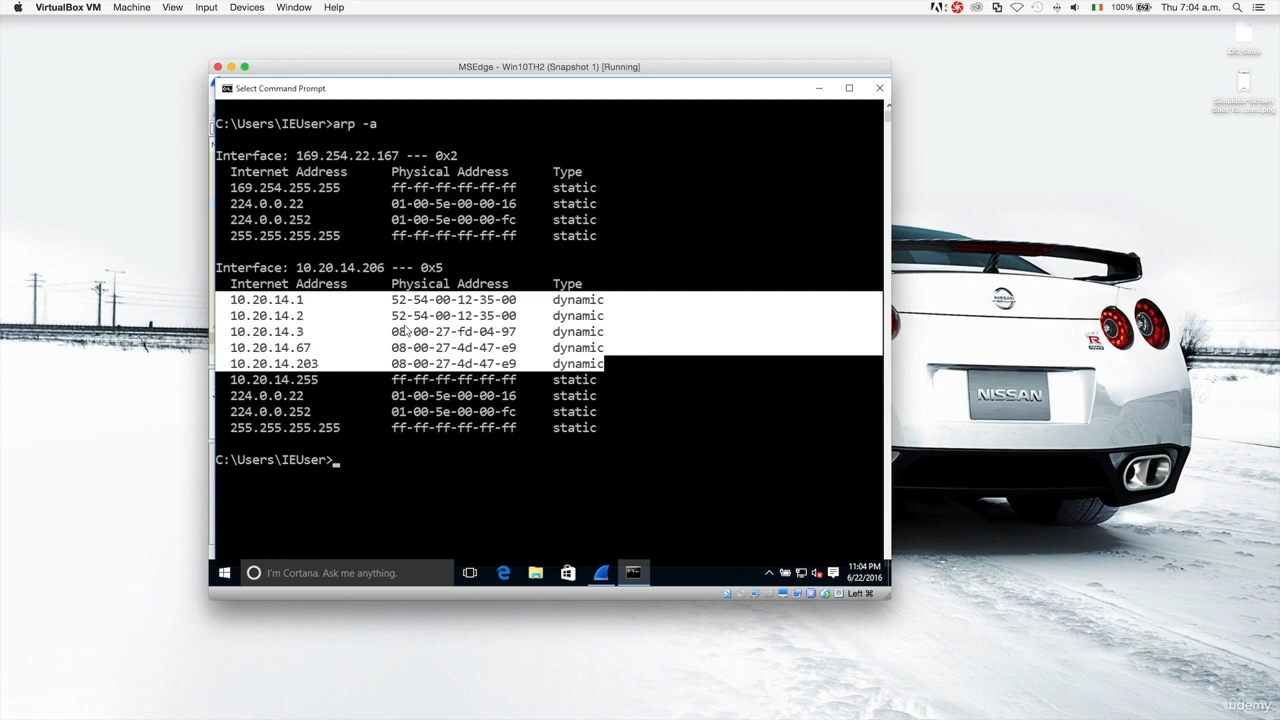 VirtualBox VM Machine View Input Devices Window Help 100% Thu 7:04 a.m.
MSEdge - Win10TH2 (Snapshot 1) [Running]
Select Command Prompt
C:\Users\IEUser>arp -a
Interface: 169.254.22.167 --- 0x2
Internet Address Physical Address Type
169.254.255.255 ff-ff-ff-ff-ff-ff static
224.0.0.22 01-00-5e-00-00-16 static
224.0.0.252 01-00-5e-00-00-fc static
255.255.255.255 ff-ff-ff-ff-ff-ff static
Interface: 10.20.14.206 --- 0x5
Internet Address Physical Address Type
10.20.14.1 52-54-00-12-35-00 dynamic
10.20.14.2 52-54-00-12-35-00 dynamic
10.20.14.3 08-00-27-fd-04-97 dynamic
10.20.14.67 08-00-27-4d-47-e9 dynamic
10.20.14.203 08-00-27-4d-47-e9 dynamic
10.20.14.255 ff-ff-ff-ff-ff-ff static
224.0.0.22 01-00-5e-00-00-16 static
224.0.0.252 01-00-5e-00-00-fc static
255.255.255.255 ff-ff-ff-ff-ff-ff static
C:\Users\IEUser>
I'm Cortana. Ask me anything.
11:04 PM
6/22/2016
Left ⌘
NISSAN
udemy